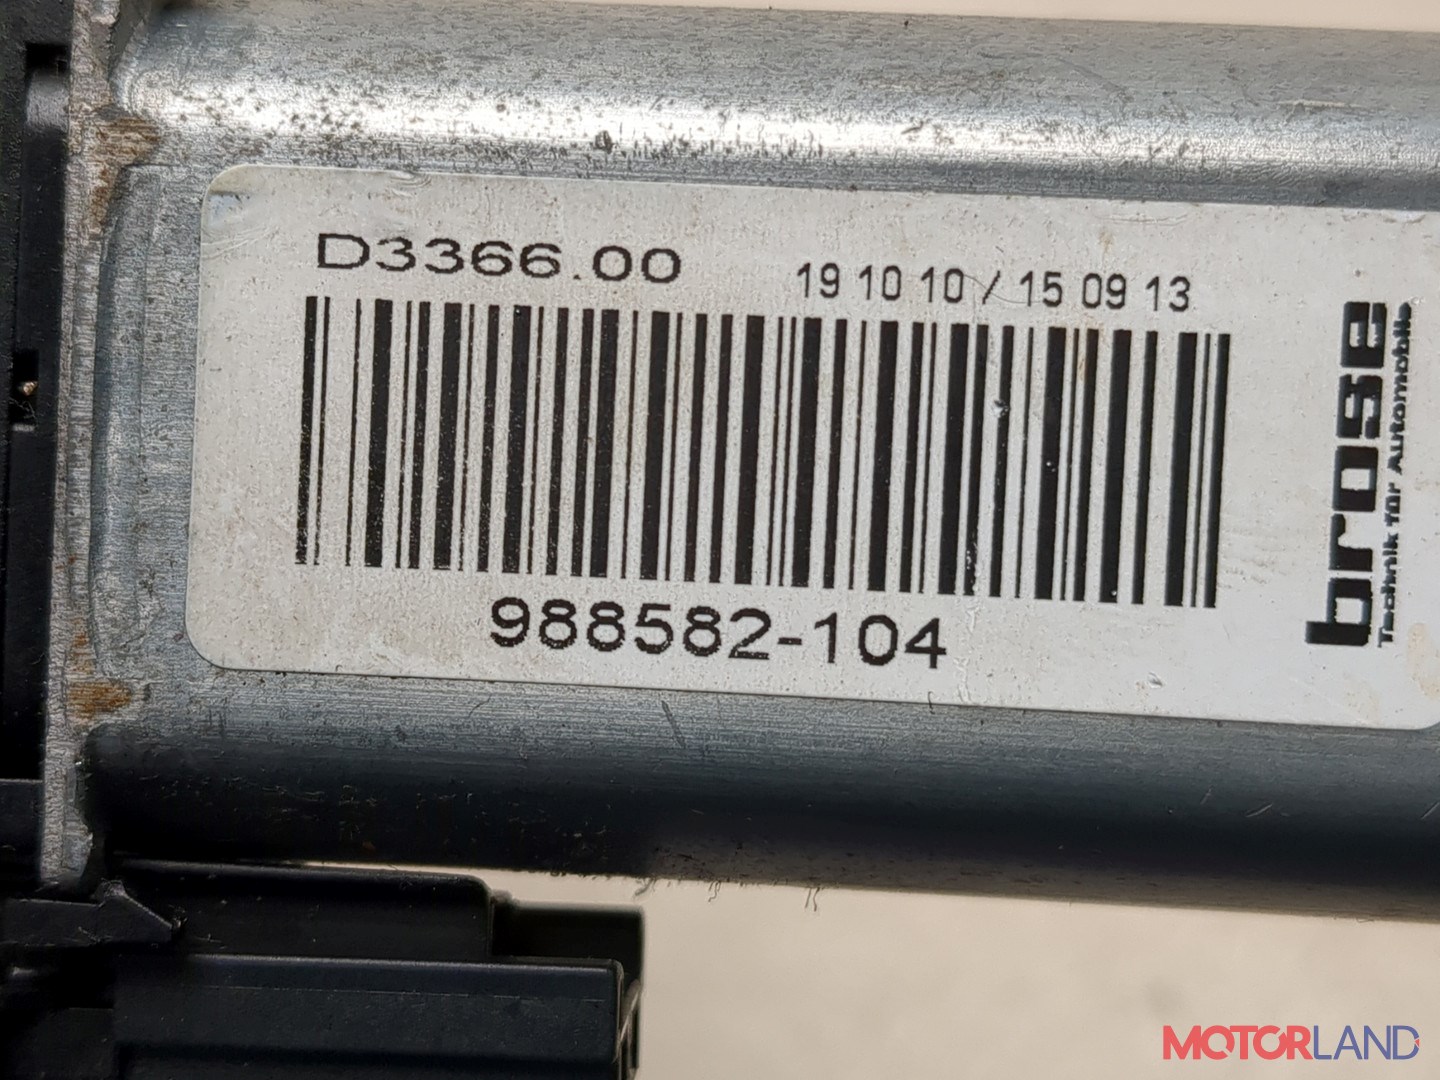 D3366.00
19 10 10 / 15 09 13
988582-104
brose
Technik für Automobile
MOTORLAND